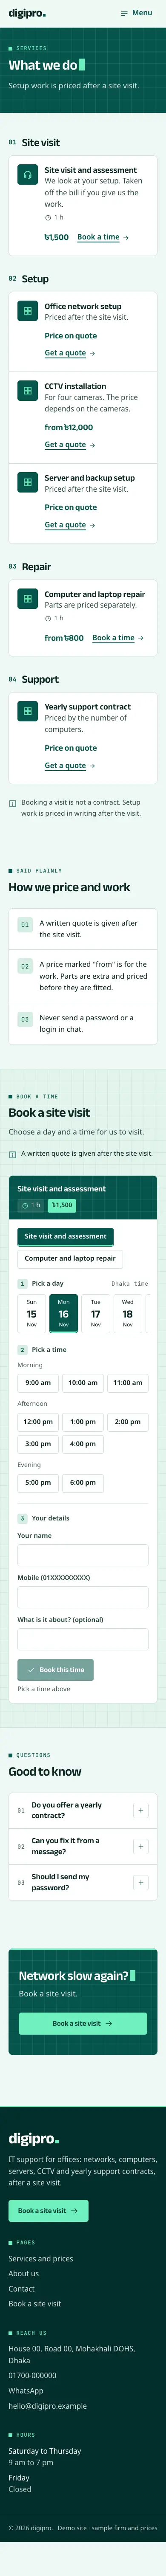 digipro.
Menu
SERVICES
What we do
Setup work is priced after a site visit.
01 Site visit
Site visit and assessment
We look at your setup. Taken
off the bill if you give us the
work.
1 h
৳1,500 Book a time →
02 Setup
Office network setup
Priced after the site visit.
Price on quote
Get a quote →
CCTV installation
For four cameras. The price
depends on the cameras.
from ৳12,000
Get a quote →
Server and backup setup
Priced after the site visit.
Price on quote
Get a quote →
03 Repair
Computer and laptop repair
Parts are priced separately.
1 h
from ৳800 Book a time →
04 Support
Yearly support contract
Priced by the number of
computers.
Price on quote
Get a quote →
Booking a visit is not a contract. Setup
work is priced in writing after the visit.
SAID PLAINLY
How we price and work
01 A written quote is given after
the site visit.
02 A price marked "from" is for the
work. Parts are extra and priced
before they are fitted.
03 Never send a password or a
login in chat.
BOOK A TIME
Book a site visit
Choose a day and a time for us to visit.
A written quote is given after the site visit.
Site visit and assessment
1 h ৳1,500
Site visit and assessment
Computer and laptop repair
1 Pick a day Dhaka time
Sun Mon Tue Wed
15 16 17 18
Nov Nov Nov Nov
2 Pick a time
Morning
9:00 am 10:00 am 11:00 am
Afternoon
12:00 pm 1:00 pm 2:00 pm
3:00 pm 4:00 pm
Evening
5:00 pm 6:00 pm
3 Your details
Your name
Mobile (01XXXXXXXXX)
What is it about? (optional)
Book this time
Pick a time above
QUESTIONS
Good to know
01 Do you offer a yearly
contract?
02 Can you fix it from a
message?
03 Should I send my
password?
Network slow again?
Book a site visit.
Book a site visit →
digipro.
IT support for offices: networks, computers,
servers, CCTV and yearly support contracts,
after a site visit.
Book a site visit →
PAGES
Services and prices
About us
Contact
Book a site visit
REACH US
House 00, Road 00, Mohakhali DOHS,
Dhaka
01700-000000
WhatsApp
hello@digipro.example
HOURS
Saturday to Thursday
9 am to 7 pm
Friday
Closed
© 2026 digipro. Demo site · sample firm and prices